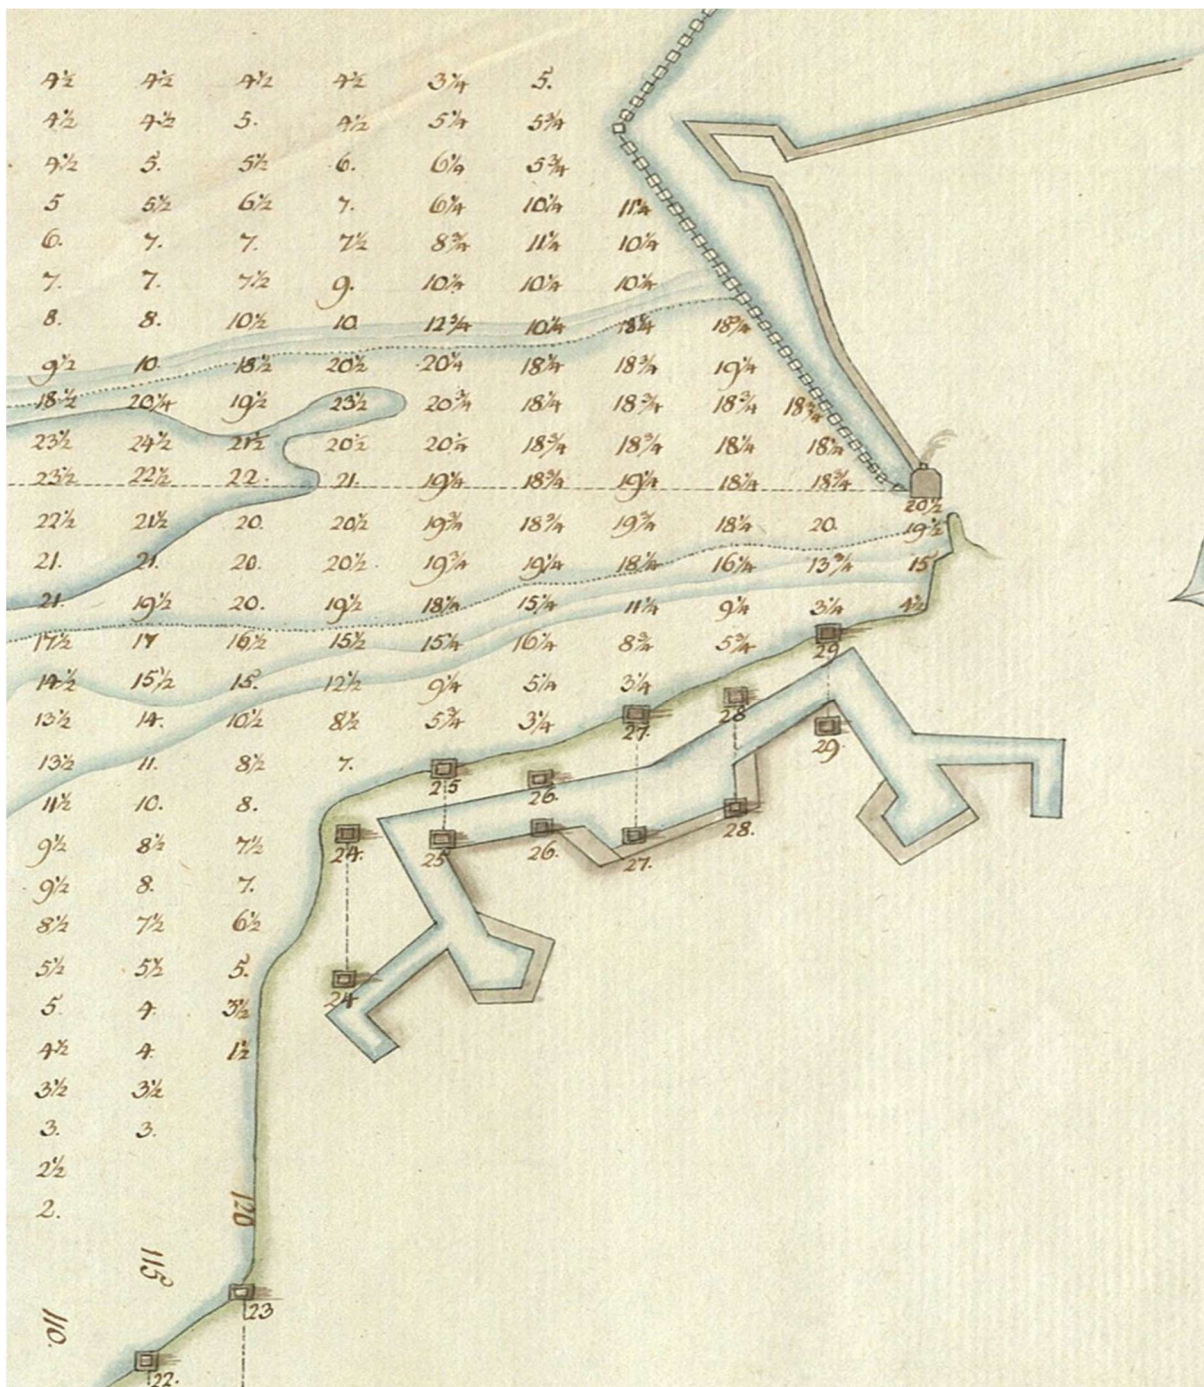 4½ 4½ 4½ 4½ 3¼ 5.
4½ 4½ 5. 4½ 5¼ 5¾
4½ 5. 5½ 6. 6¼ 5¾
5 5½ 6½ 7. 6¼ 10¼ 11¼
6. 7. 7. 7½ 8¾ 11¼ 10¼
7. 7. 7½ 9. 10¼ 10¼ 10¼
8. 8. 10½ 10 12¾ 10¼ 18¼ 18¾
9½ 10. 18½ 20½ 20¼ 18¼ 18¾ 19¼
18½ 20¼ 19½ 23½ 20¾ 18¼ 18¾ 18¾ 18¾
23½ 24½ 21½ 20½ 20¼ 18¾ 18¾ 18¼ 18¼
23½ 22½ 22. 21. 19¼ 18¾ 19¼ 18¼ 18¾
20½
22½ 21½ 20. 20½ 19¾ 18¾ 19¾ 18¼ 20. 19½
21. 21. 20. 20½ 19¾ 19¼ 18¼ 16¼ 13¾ 15
21. 19½ 20. 19½ 18¼ 15¼ 11¼ 9¼ 3¼ 4½
17½ 17 16½ 15½ 15¼ 16¼ 8¾ 5¾ 29
14½ 15½ 15. 12½ 9¼ 5¼ 3¼
13½ 14. 10½ 8½ 5¾ 3¼ 27. 28
29.
13½ 11. 8½ 7. 25 26.
11½ 10. 8.
9½ 8½ 7½ 24. 25 26. 27. 28.
9½ 8. 7.
8½ 7½ 6½
5½ 5½ 5.
5. 4. 3½ 24
4½ 4. 1½
3½ 3½
3. 3.
2½
2. 120
115
110.
23
22.